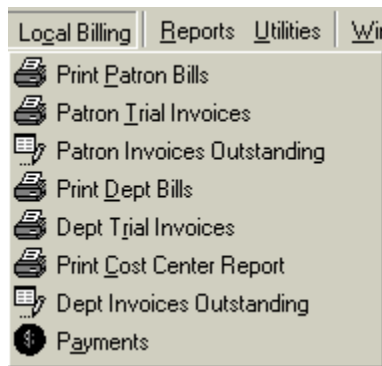 Local Billing Reports Utilities
Print Patron Bills
Patron Trial Invoices
Patron Invoices Outstanding
Print Dept Bills
Dept Trial Invoices
Print Cost Center Report
Dept Invoices Outstanding
Payments